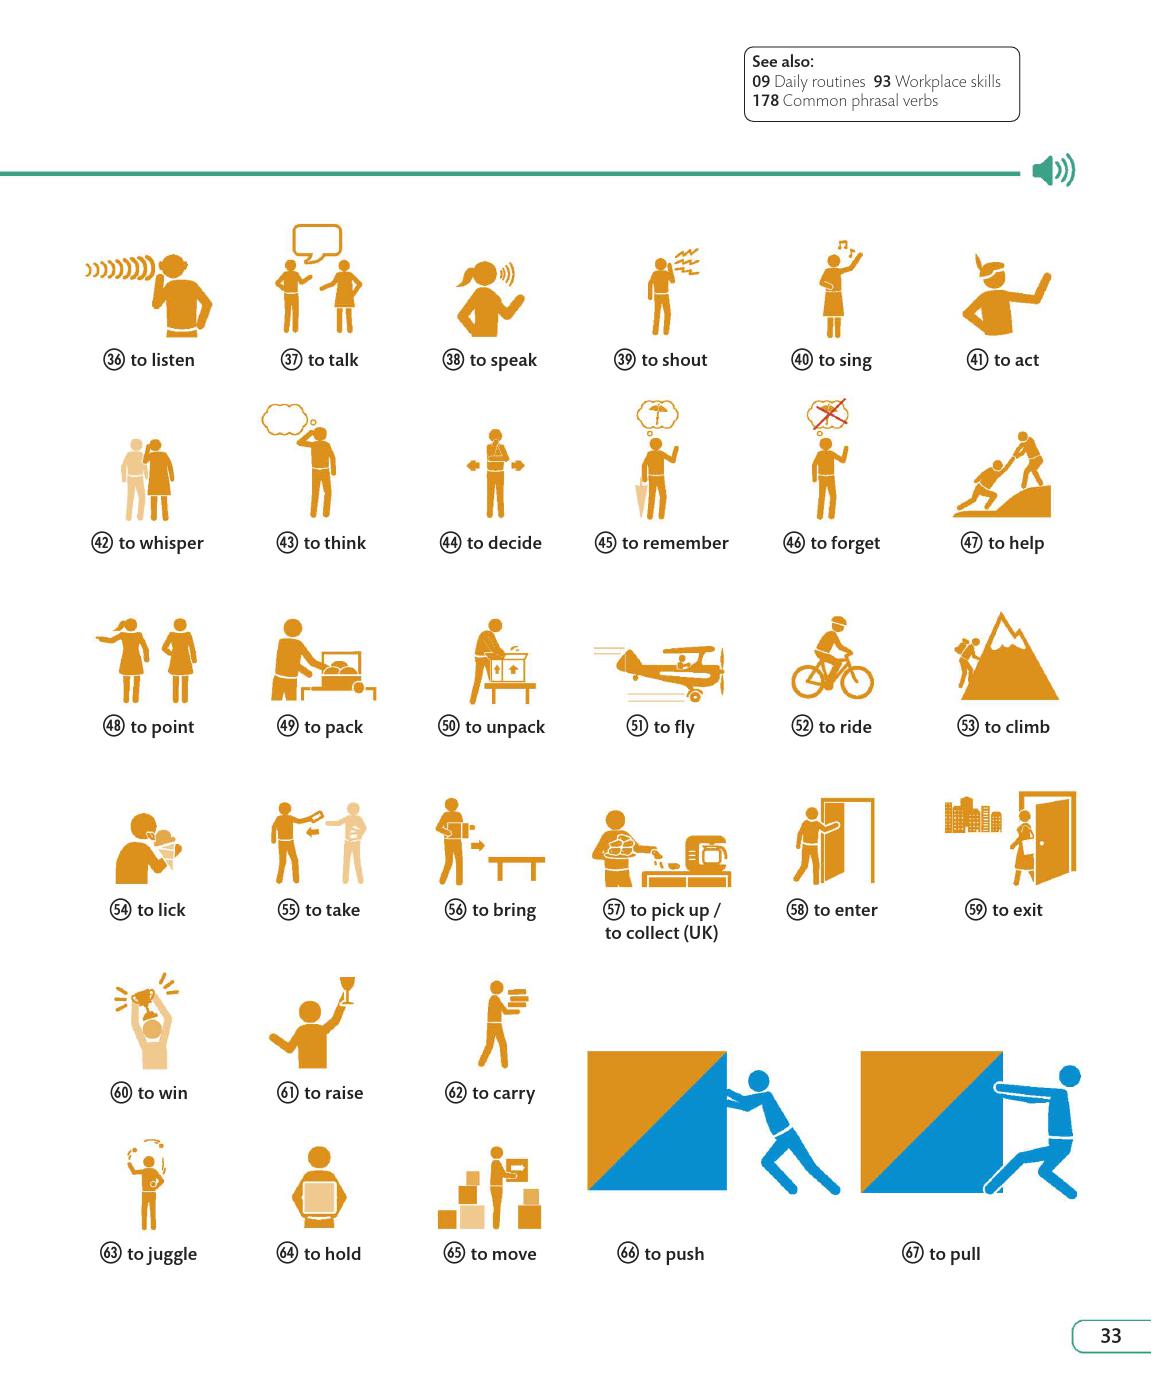 See also:
09 Daily routines 93 Workplace skills
178 Common phrasal verbs
36 to listen
37 to talk
38 to speak
39 to shout
40 to sing
41 to act
42 to whisper
43 to think
44 to decide
45 to remember
46 to forget
47 to help
48 to point
49 to pack
50 to unpack
51 to fly
52 to ride
53 to climb
54 to lick
55 to take
56 to bring
57 to pick up /
to collect (UK)
58 to enter
59 to exit
60 to win
61 to raise
62 to carry
63 to juggle
64 to hold
65 to move
66 to push
67 to pull
33